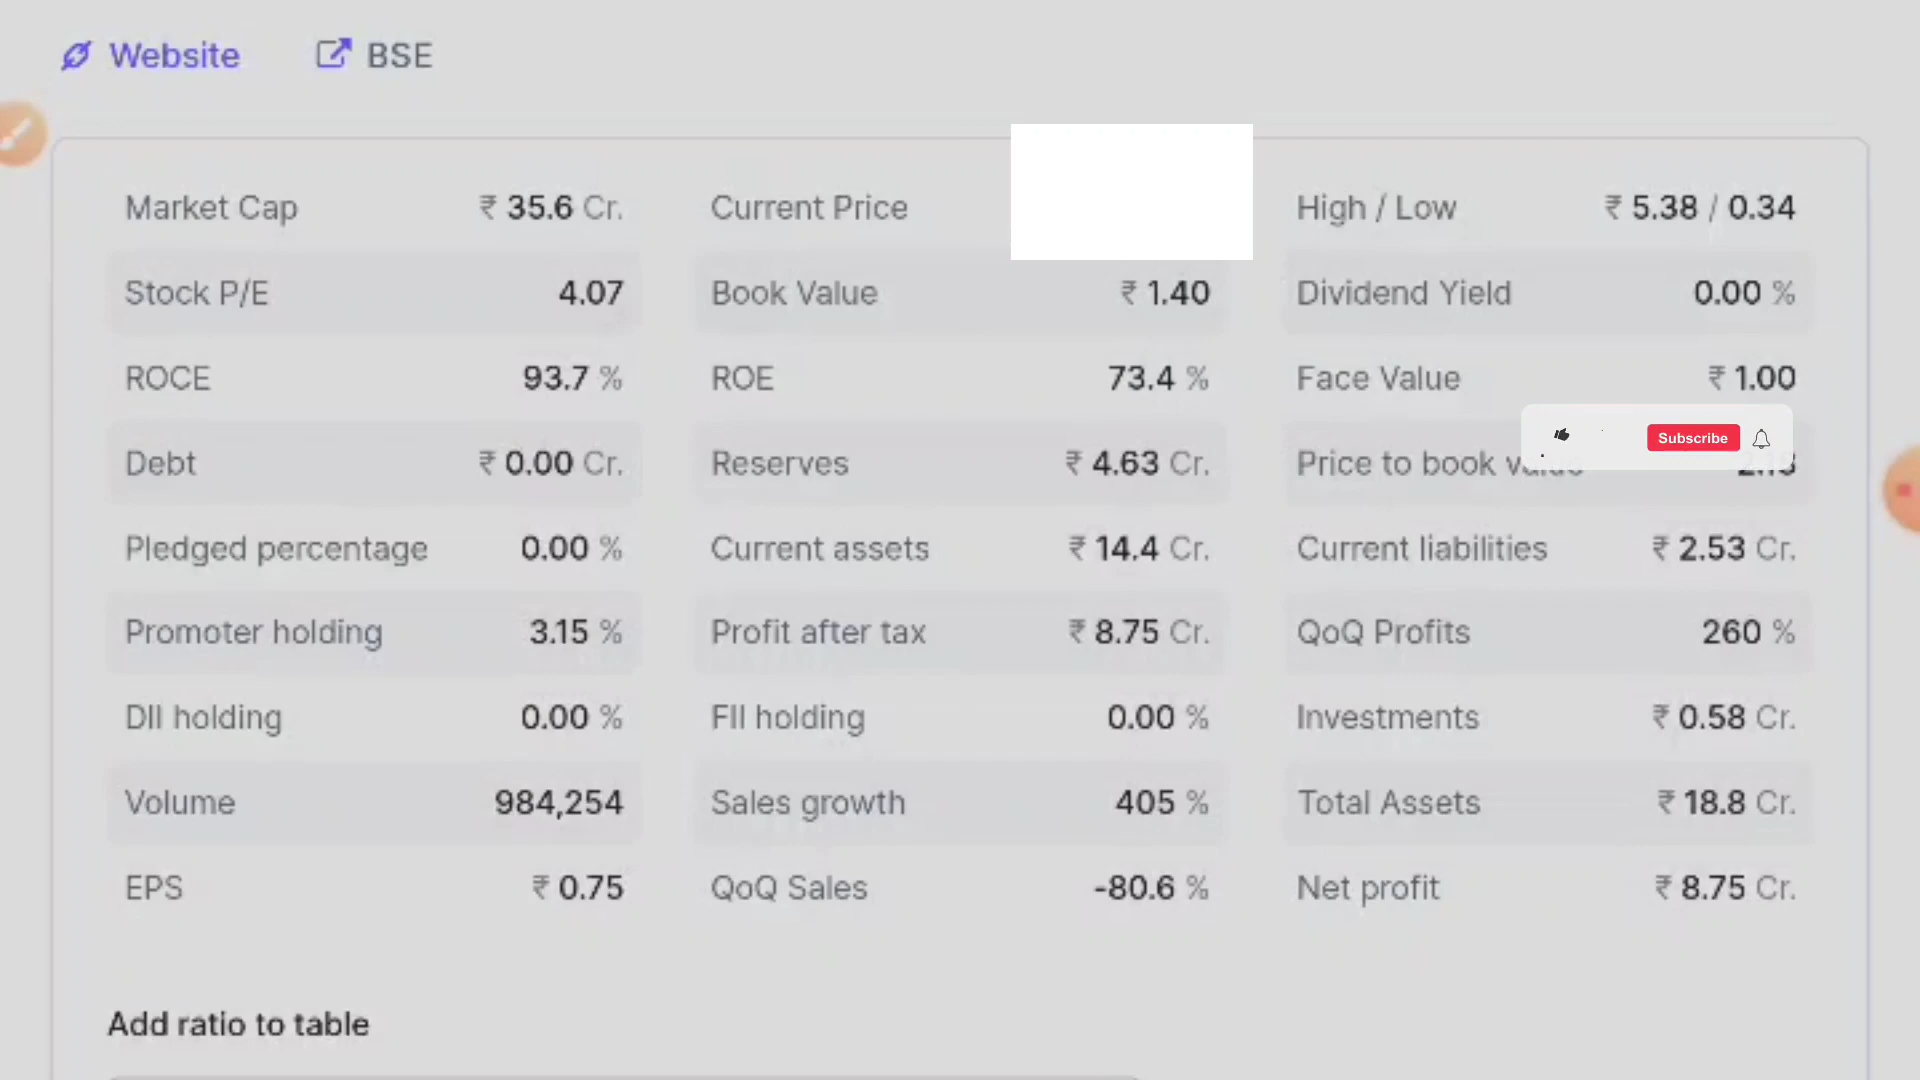 Website BSE
Market Cap ₹ 35.6 Cr. Current Price High / Low ₹ 5.38 / 0.34
Stock P/E 4.07 Book Value ₹ 1.40 Dividend Yield 0.00 %
ROCE 93.7 % ROE 73.4 % Face Value ₹ 1.00
Subscribe
Debt ₹ 0.00 Cr. Reserves ₹ 4.63 Cr. Price to book
Pledged percentage 0.00 % Current assets ₹ 14.4 Cr. Current liabilities ₹ 2.53 Cr.
Promoter holding 3.15 % Profit after tax ₹ 8.75 Cr. QoQ Profits 260 %
DII holding 0.00 % FII holding 0.00 % Investments ₹ 0.58 Cr.
Volume 984,254 Sales growth 405 % Total Assets ₹ 18.8 Cr.
EPS ₹ 0.75 QoQ Sales -80.6 % Net profit ₹ 8.75 Cr.
Add ratio to table